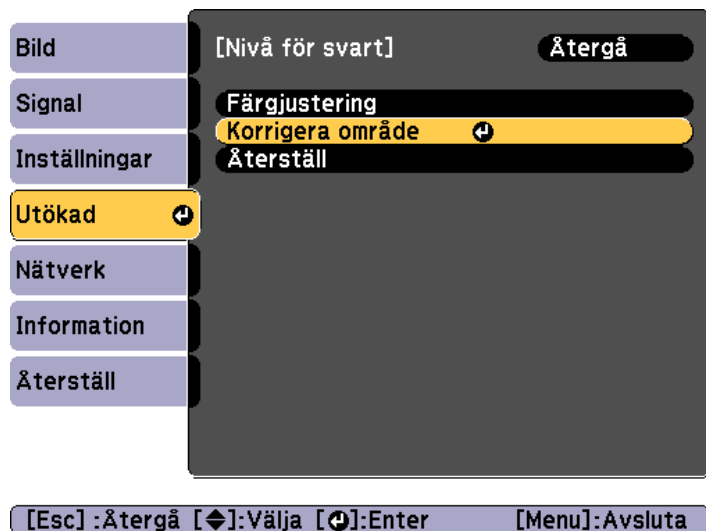 Bild
Signal
Inställningar
Utökad
Nätverk
Information
Återställ
[Nivå för svart] Återgå
Färgjustering
Korrigera område
Återställ
[Esc] :Återgå [◆]:Välja [↵]:Enter [Menu]:Avsluta